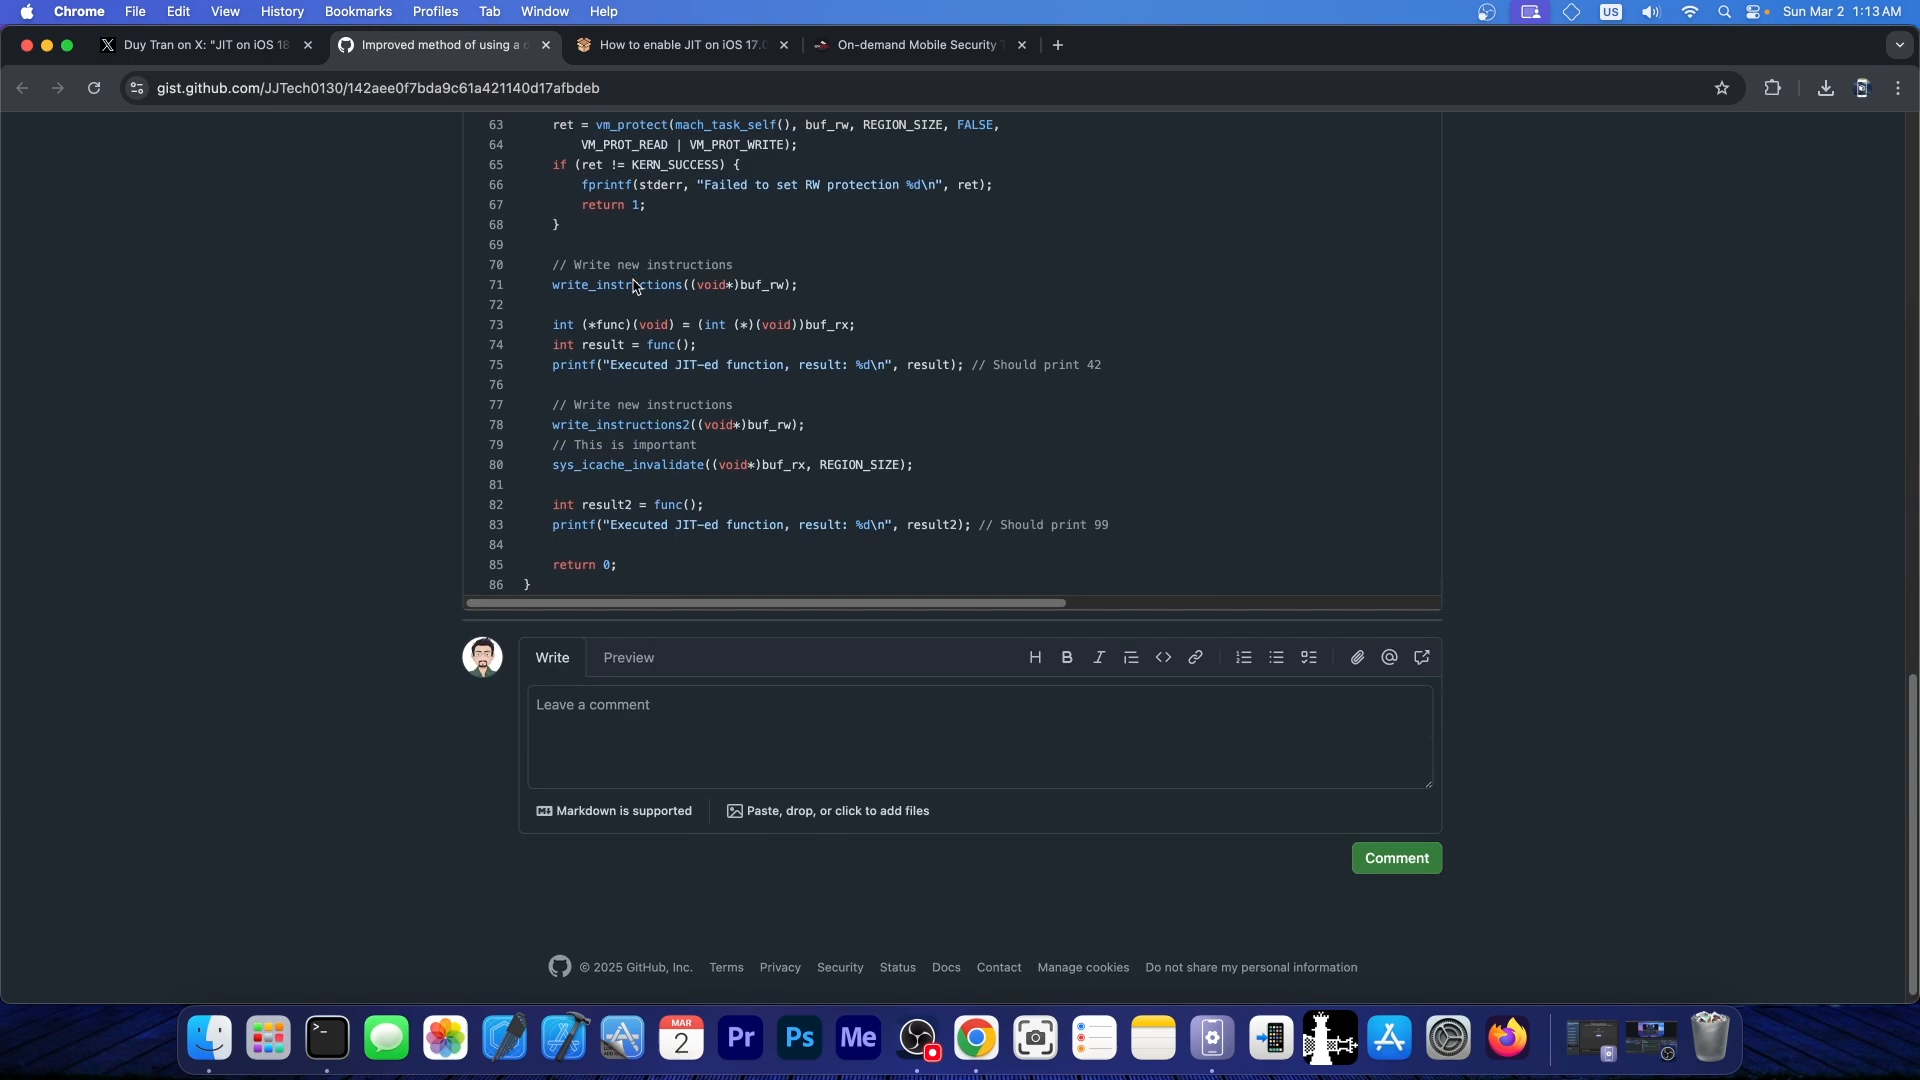 Chrome File Edit View History Bookmarks Profiles Tab Window Help US Sun Mar 2 1:13 AM
Duy Tran on X: "JIT on iOS 18 Improved method of using a How to enable JIT on iOS 17.0 On-demand Mobile Security
gist.github.com/JJTech0130/142aee0f7bda9c61a421140d17afbdeb
63 ret = vm_protect(mach_task_self(), buf_rw, REGION_SIZE, FALSE,
64 VM_PROT_READ | VM_PROT_WRITE);
65 if (ret != KERN_SUCCESS) {
66 fprintf(stderr, "Failed to set RW protection %d\n", ret);
67 return 1;
68 }
69
70 // Write new instructions
71 write_instructions((void*)buf_rw);
72
73 int (*func)(void) = (int (*)(void))buf_rx;
74 int result = func();
75 printf("Executed JIT-ed function, result: %d\n", result); // Should print 42
76
77 // Write new instructions
78 write_instructions2((void*)buf_rw);
79 // This is important
80 sys_icache_invalidate((void*)buf_rx, REGION_SIZE);
81
82 int result2 = func();
83 printf("Executed JIT-ed function, result: %d\n", result2); // Should print 99
84
85 return 0;
86 }
Write Preview
Leave a comment
Markdown is supported Paste, drop, or click to add files
Comment
© 2025 GitHub, Inc. Terms Privacy Security Status Docs Contact Manage cookies Do not share my personal information
MAR
2 Pr Ps Me